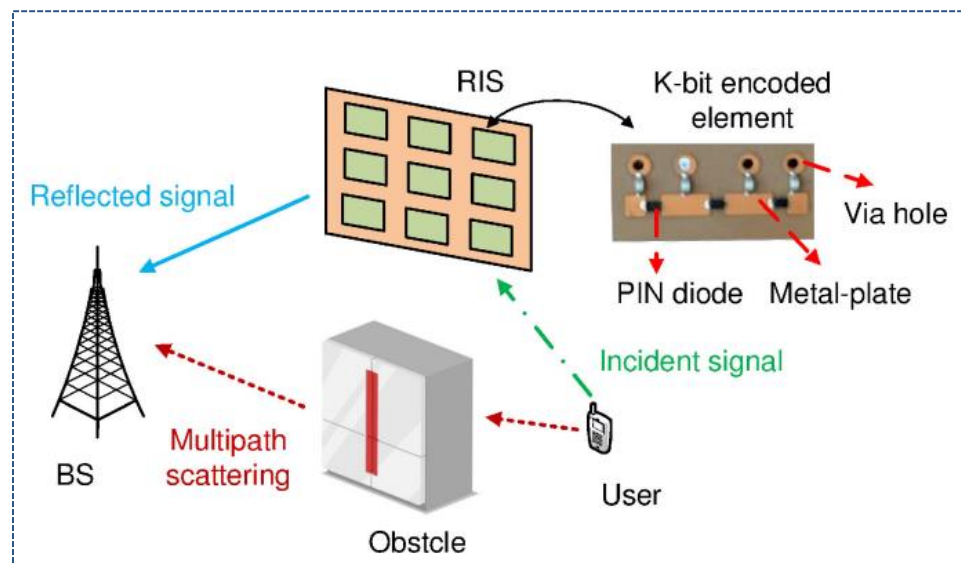 RIS
K-bit encoded
element
Reflected signal
Via hole
PIN diode
Metal-plate
Incident signal
Multipath
scattering
BS
User
Obstcle